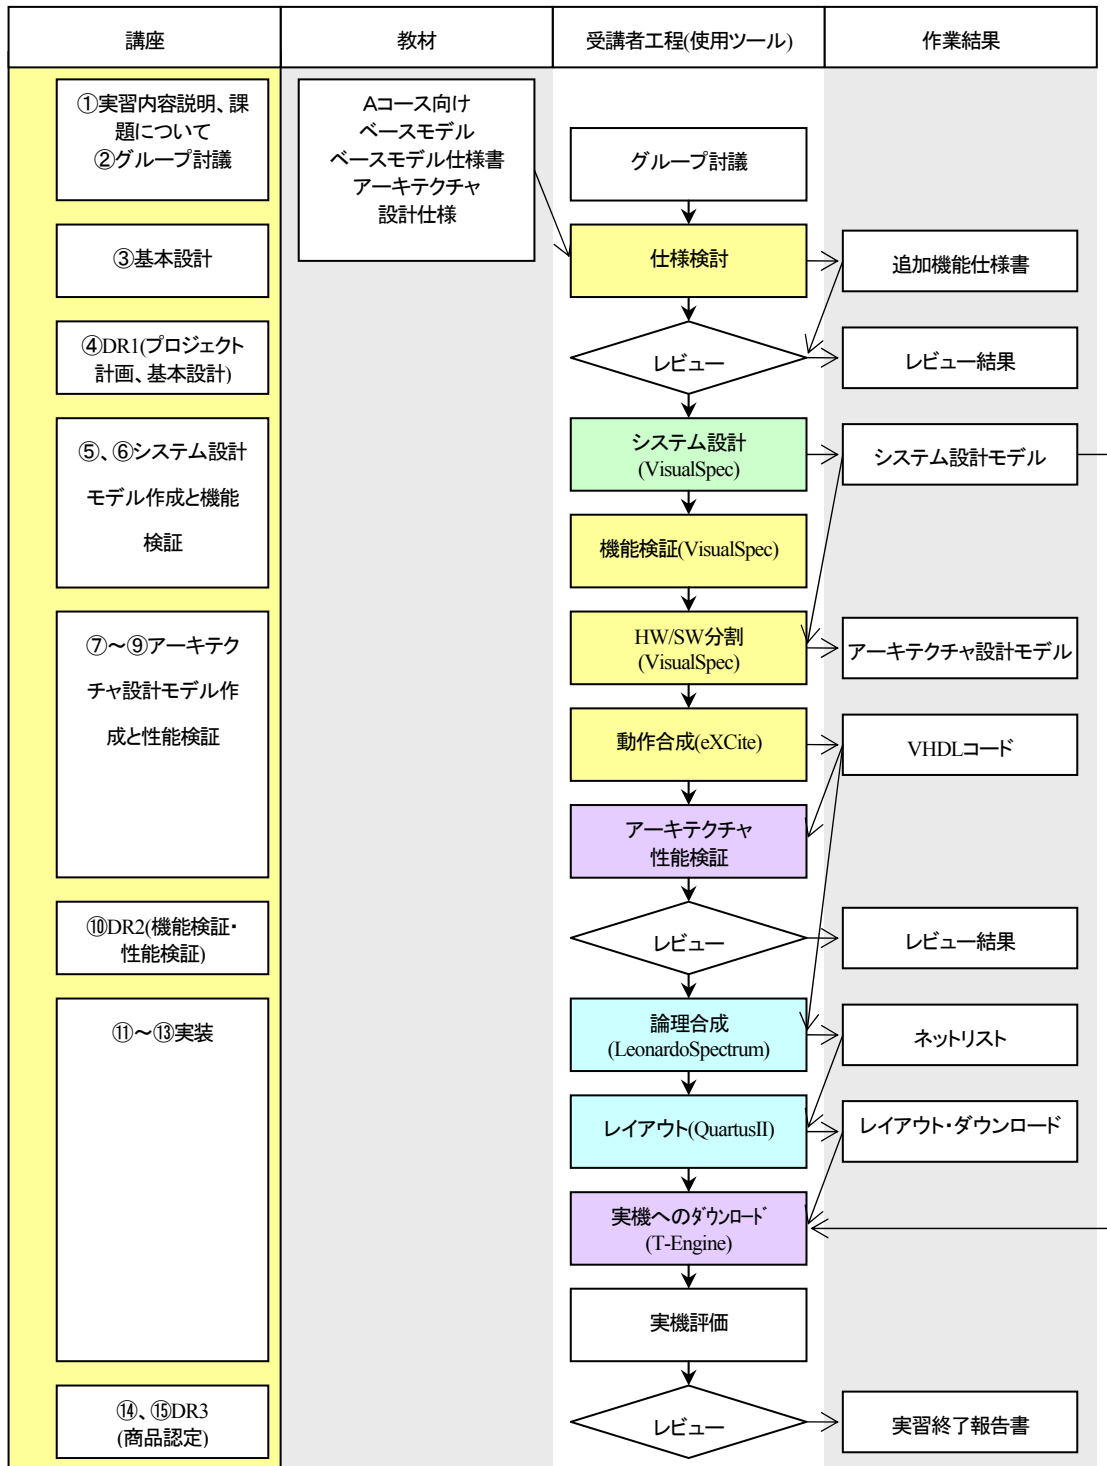 講座
教材
受講者工程(使用ツール)
作業結果
①実習内容説明、課
題について
②グループ討議
Aコース向け
ベースモデル
ベースモデル仕様書
アーキテクチャ
設計仕様
グループ討議
③基本設計
仕様検討
追加機能仕様書
④DR1(プロジェクト
計画、基本設計)
レビュー
レビュー結果
⑤、⑥システム設計
モデル作成と機能
検証
システム設計
(VisualSpec)
システム設計モデル
機能検証(VisualSpec)
⑦～⑨アーキテク
チャ設計モデル作
成と性能検証
HW/SW分割
(VisualSpec)
アーキテクチャ設計モデル
動作合成(eXCite)
VHDLコード
アーキテクチャ
性能検証
⑩DR2(機能検証・
性能検証)
レビュー
レビュー結果
⑪～⑬実装
論理合成
(LeonardoSpectrum)
ネットリスト
レイアウト(QuartusII)
レイアウト・ダウンロード
実機へのﾀﾞｳﾝﾛｰﾄﾞ
(T-Engine)
実機評価
⑭、⑮DR3
(商品認定)
レビュー
実習終了報告書